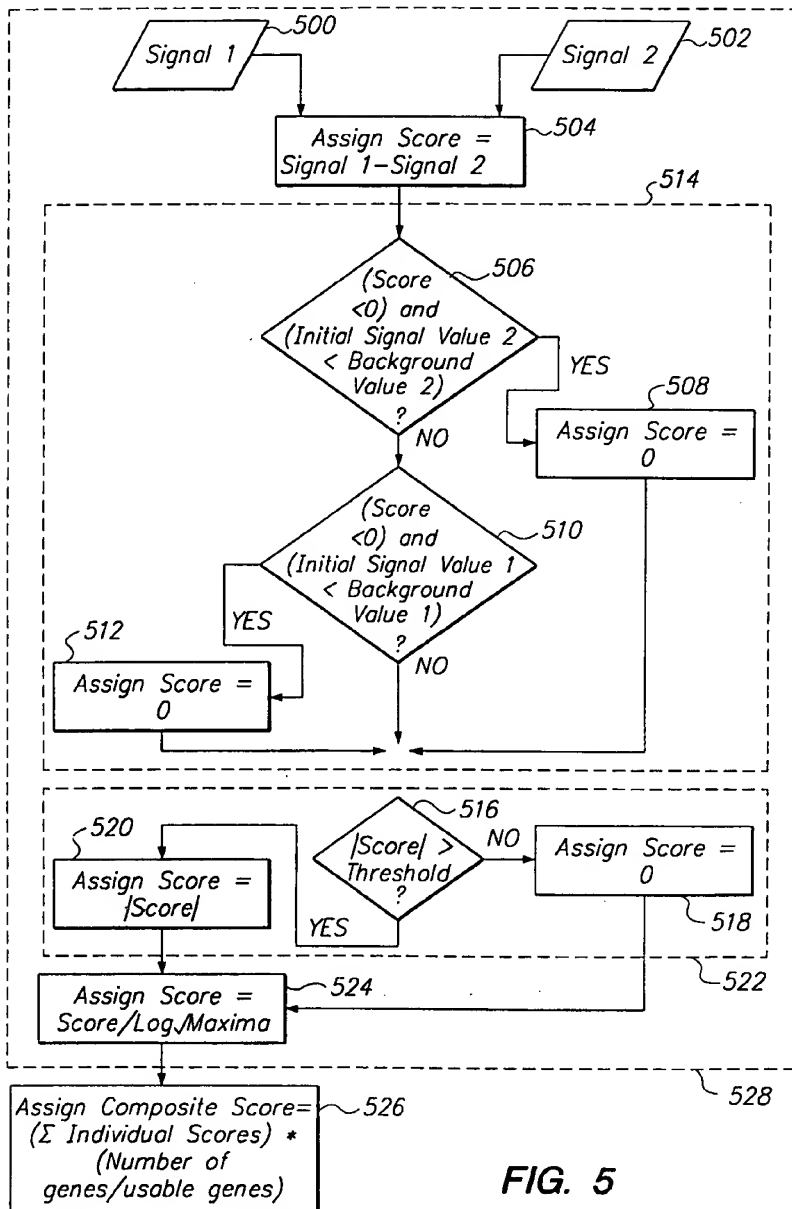 500
Signal 1
502
Signal 2
504
Assign Score =
Signal 1-Signal 2
514
506
(Score
<0) and
(Initial Signal Value 2
< Background
Value 2)
?
YES
NO
508
Assign Score =
0
510
(Score
<0) and
(Initial Signal Value 1
< Background
Value 1)
?
YES
NO
512
Assign Score =
0
516
|Score| >
Threshold
?
NO
YES
520
Assign Score =
|Score|
Assign Score =
0
518
522
524
Assign Score =
Score/Log√Maxima
528
526
Assign Composite Score=
(Σ Individual Scores) *
(Number of
genes/usable genes)
FIG. 5